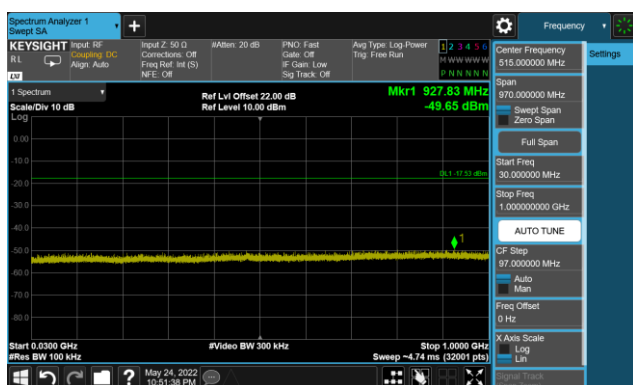 Spectrum Analyzer 1
Swept SA
Frequency
KEYSIGHT
RL
LXI
Input: RF
Coupling: DC
Align: Auto
Input Z: 50 Ω
Corrections: Off
Freq Ref: Int (S)
NFE: Off
#Atten: 20 dB
PNO: Fast
Gate: Off
IF Gain: Low
Sig Track: Off
Avg Type: Log-Power
Trig: Free Run
1 2 3 4 5 6
M W W W W W
P N N N N N
1 Spectrum
Scale/Div 10 dB
Ref Lvl Offset 22.00 dB
Ref Level 10.00 dBm
Mkr1 927.83 MHz
-49.65 dBm
Log
0.00
-10.0
-20.0
-30.0
-40.0
-50.0
-60.0
-70.0
-80.0
DL1 -17.53 dBm
1
Start 0.0300 GHz
#Res BW 100 kHz
#Video BW 300 kHz
Stop 1.0000 GHz
Sweep ~4.74 ms (32001 pts)
?
May 24, 2022
10:51:38 PM
Center Frequency
515.000000 MHz
Settings
Span
970.000000 MHz
Swept Span
Zero Span
Full Span
Start Freq
30.000000 MHz
Stop Freq
1.000000000 GHz
AUTO TUNE
CF Step
97.000000 MHz
Auto
Man
Freq Offset
0 Hz
X Axis Scale
Log
Lin
Signal Track